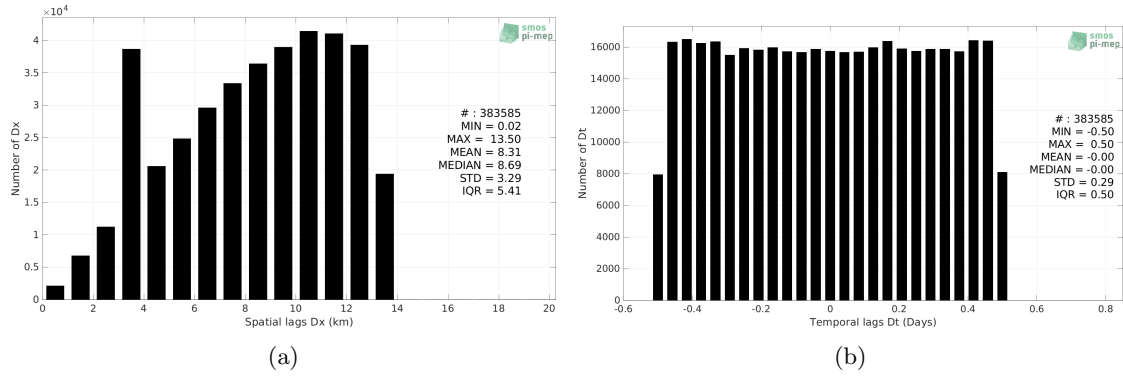 ×10⁴
4
3.5
3
2.5
2
1.5
1
0.5
0
Number of Dx
0 2 4 6 8 10 12 14 16 18 20
Spatial lags Dx (km)
smos
pi-mep
# : 383585
MIN = 0.02
MAX = 13.50
MEAN = 8.31
MEDIAN = 8.69
STD = 3.29
IQR = 5.41
(a)
16000
14000
12000
10000
8000
6000
4000
2000
0
Number of Dt
-0.6 -0.4 -0.2 0 0.2 0.4 0.6 0.8
Temporal lags Dt (Days)
smos
pi-mep
# : 383585
MIN = -0.50
MAX = 0.50
MEAN = -0.00
MEDIAN = -0.00
STD = 0.29
IQR = 0.50
(b)